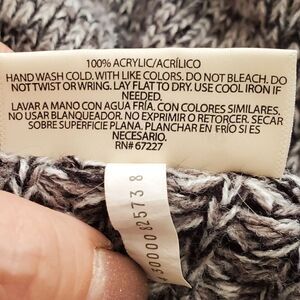 100% ACRYLIC/ACRÍLICO
HAND WASH COLD. WITH LIKE COLORS. DO NOT BLEACH. DO
NOT TWIST OR WRING. LAY FLAT TO DRY. USE COOL IRON IF
NEEDED.
LAVAR A MANO CON AGUA FRÍA. CON COLORES SIMILARES,
NO USAR BLANQUEADOR. NO EXPRIMIR O RETORCER. SECAR
SOBRE SUPERFICIE PLANA. PLANCHAR EN FRÍO SI ES
NECESARIO.
RN# 67227